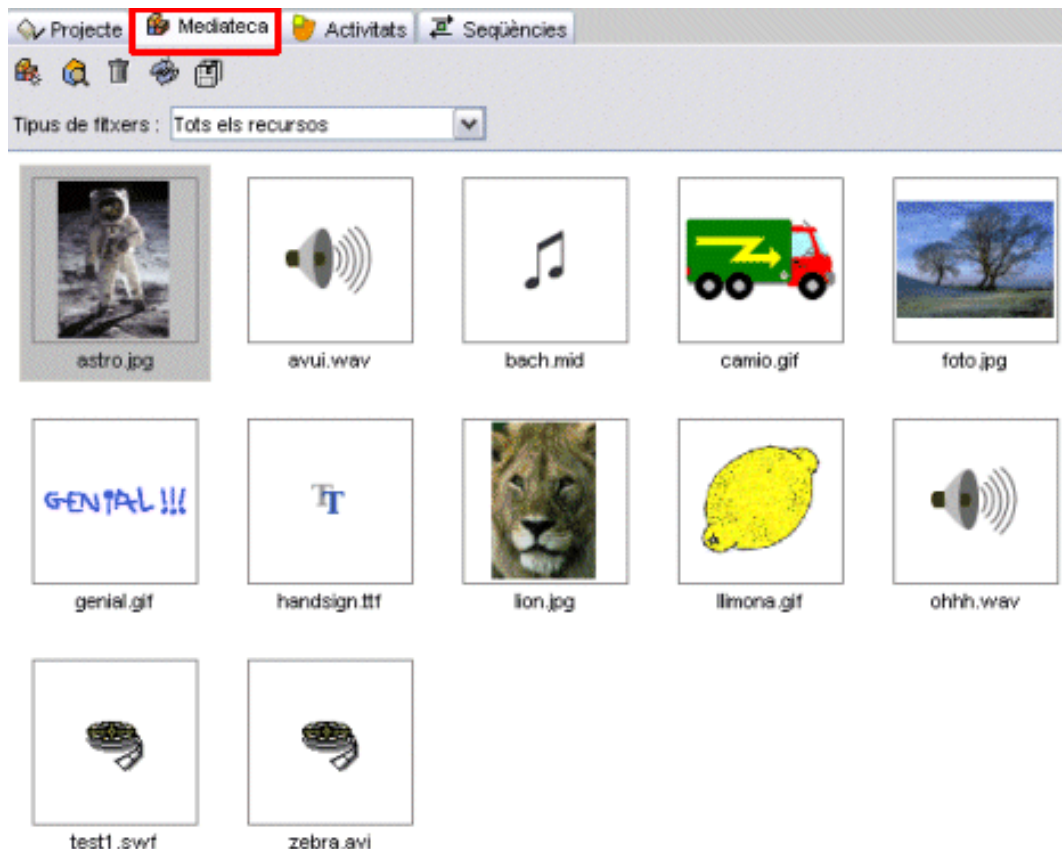 Projecte Mediateca Activitats Seqüències
Tipus de fitxers : Tots els recursos
astro.jpg avui.wav bach.mid camio.gif foto.jpg
GENIAL !!!
genial.gif handsign.ttf lion.jpg llimona.gif ohhh.wav
test1.swf zebra.avi